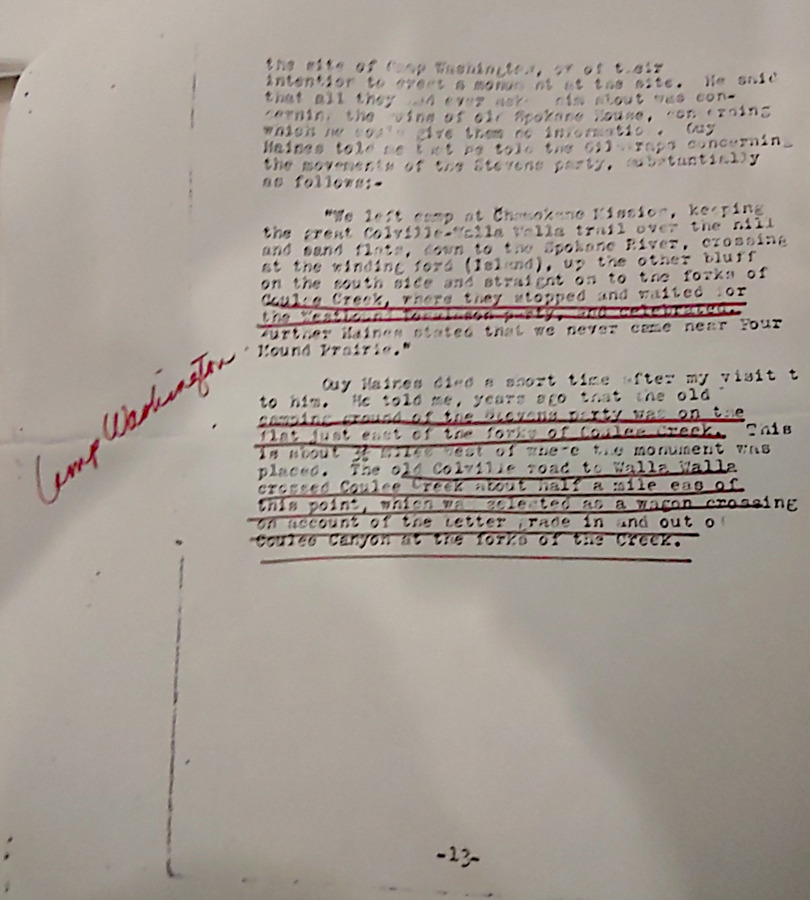 the site of Camp Washington, or of their
intention to erect a monument at the site. He said
that all they had ever asked him about was con-
cerning the ruins of old Spokane House, concerning
which he could give them no information. Guy
Haines told me that he told the concerning
the movements of the Stevens party, substantially
as follows:-
"We left camp at Chemokane Mission, keeping
the great Colville-Walla Walla trail over the hill
and sand flats, down to the Spokane River, crossing
at the winding ford (Island), up the other bluff
on the south side and straight on to the forks of
Coulee Creek, where they stopped and waited for
the Westbound party, and celebrated.
Further Haines stated that we never came near Four
Mound Prairie."
Camp Washington
Guy Haines died a short time after my visit t
to him. He told me, years ago that the old
camping ground of the Stevens party was on the
flat just east of the forks of Coulee Creek. This
is about miles west of where the monument was
placed. The old Colville road to Walla Walla
crossed Coulee Creek about half a mile eas of
this point, which was selected as a wagon crossing
on account of the better grade in and out of
Coulee Canyon at the forks of the Creek.
-13-